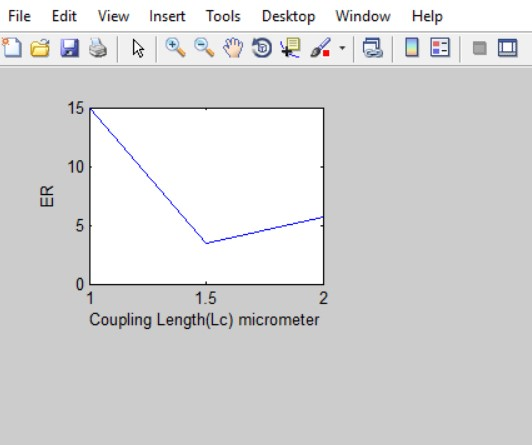 File Edit View Insert Tools Desktop Window Help
15
10
5
0
ER
1 1.5 2
Coupling Length(Lc) micrometer